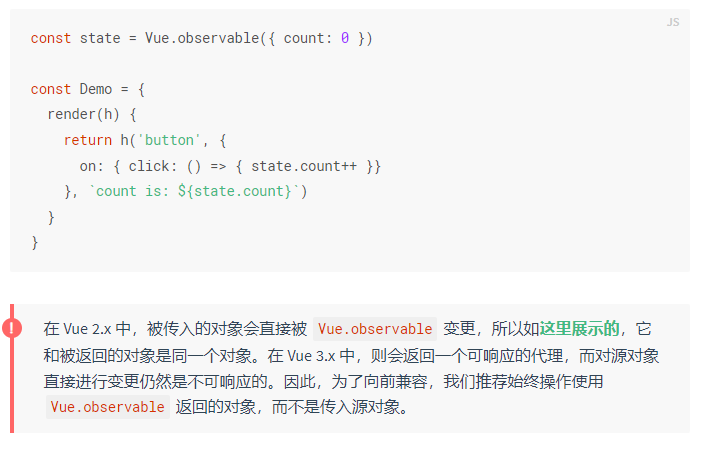 JS
const state = Vue.observable({ count: 0 })
const Demo = {
  render(h) {
    return h('button', {
      on: { click: () => { state.count++ }}
    }, `count is: ${state.count}`)
  }
}
!
在 Vue 2.x 中，被传入的对象会直接被 Vue.observable 变更，所以如这里展示的，它
和被返回的对象是同一个对象。在 Vue 3.x 中，则会返回一个可响应的代理，而对源对象
直接进行变更仍然是不可响应的。因此，为了向前兼容，我们推荐始终操作使用
Vue.observable 返回的对象，而不是传入源对象。